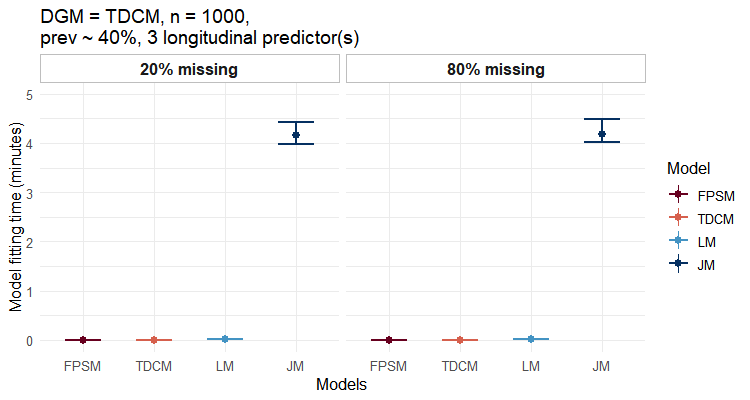 DGM = TDCM, n = 1000,
prev ~ 40%, 3 longitudinal predictor(s)
20% missing
80% missing
Model fitting time (minutes)
5
4
3
2
1
0
FPSM TDCM LM JM
FPSM TDCM LM JM
Models
Model
FPSM
TDCM
LM
JM